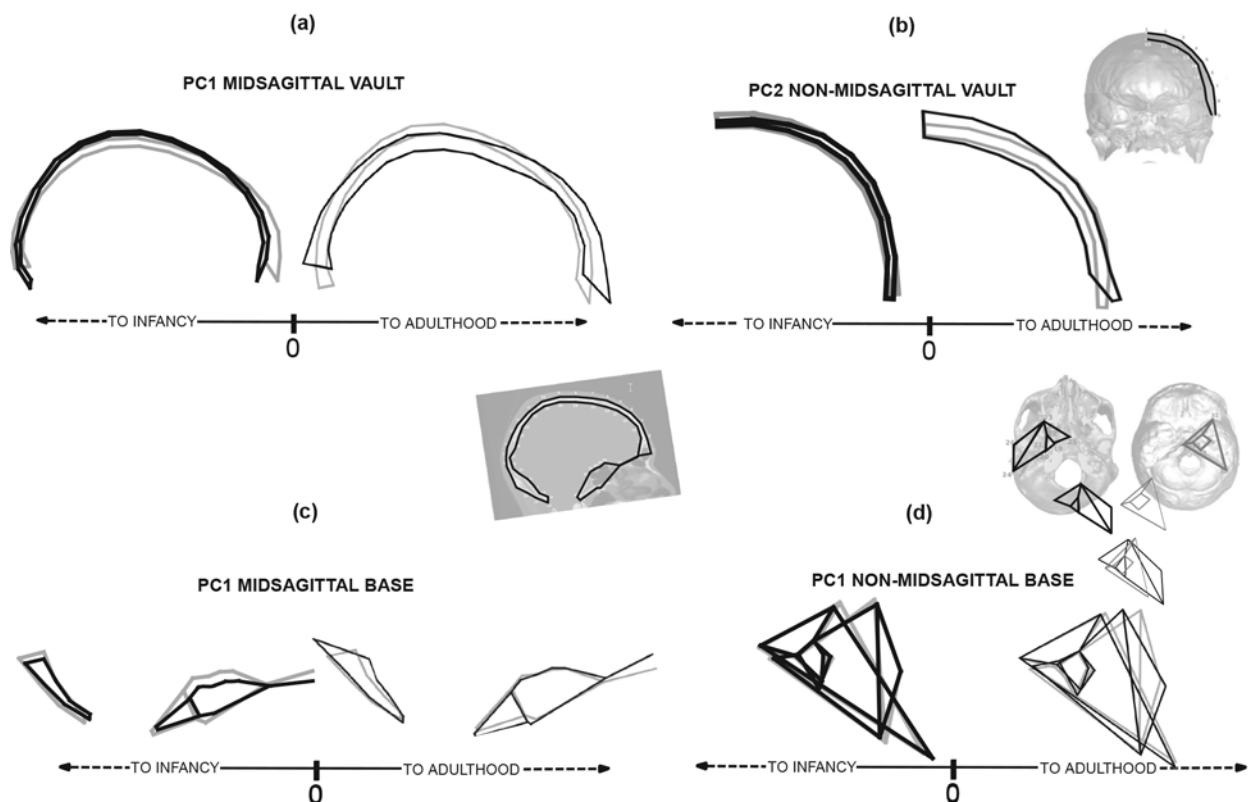 (a)
(b)
PC1 MIDSAGITTAL VAULT
PC2 NON-MIDSAGITTAL VAULT
TO INFANCY
TO ADULTHOOD
0
TO INFANCY
TO ADULTHOOD
0
(c)
(d)
PC1 MIDSAGITTAL BASE
PC1 NON-MIDSAGITTAL BASE
TO INFANCY
TO ADULTHOOD
0
TO INFANCY
TO ADULTHOOD
0